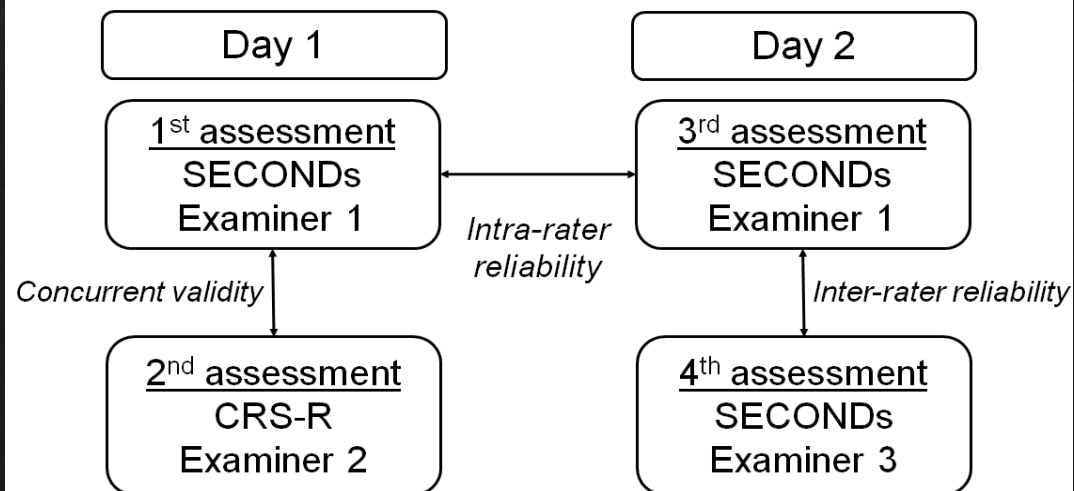 Day 1
Day 2
1st assessment
SECONDs
Examiner 1
3rd assessment
SECONDs
Examiner 1
Intra-rater
reliability
Concurrent validity
Inter-rater reliability
2nd assessment
CRS-R
Examiner 2
4th assessment
SECONDs
Examiner 3